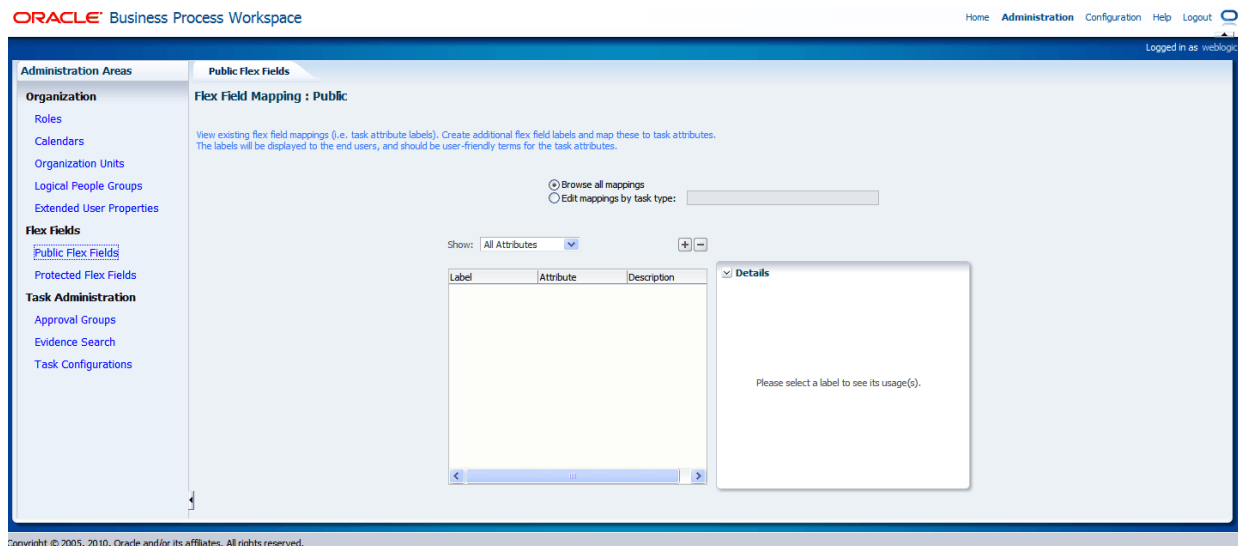 ORACLE® Business Process Workspace
Home Administration Configuration Help Logout
Logged in as weblogic
Administration Areas
Organization
Roles
Calendars
Organization Units
Logical People Groups
Extended User Properties
Flex Fields
Public Flex Fields
Protected Flex Fields
Task Administration
Approval Groups
Evidence Search
Task Configurations
Public Flex Fields
Flex Field Mapping : Public
View existing flex field mappings (i.e. task attribute labels). Create additional flex field labels and map these to task attributes.
The labels will be displayed to the end users, and should be user-friendly terms for the task attributes.
Browse all mappings
Edit mappings by task type:
Show: All Attributes
Label Attribute Description
Details
Please select a label to see its usage(s).
Copyright © 2005, 2010, Oracle and/or its affiliates. All rights reserved.